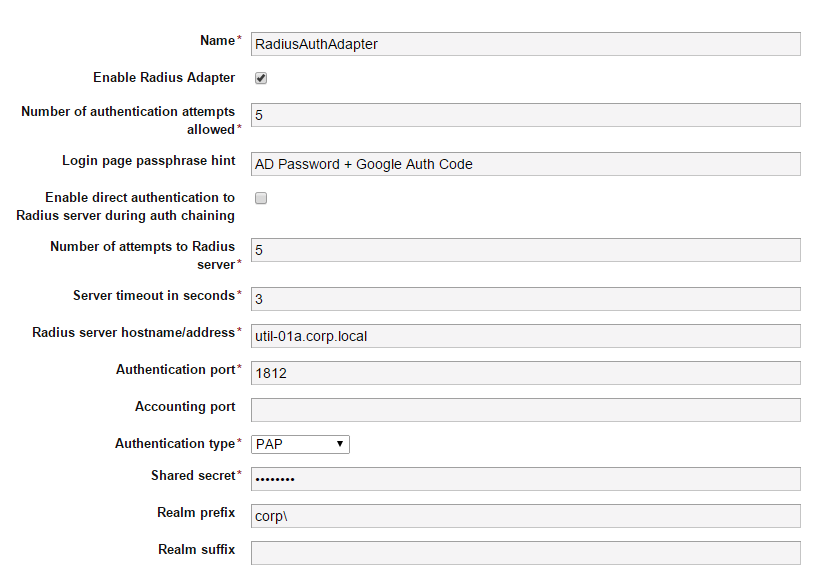 Name* RadiusAuthAdapter
Enable Radius Adapter
Number of authentication attempts
allowed* 5
Login page passphrase hint AD Password + Google Auth Code
Enable direct authentication to
Radius server during auth chaining
Number of attempts to Radius
server* 5
Server timeout in seconds* 3
Radius server hostname/address* util-01a.corp.local
Authentication port* 1812
Accounting port
Authentication type* PAP
Shared secret* ••••••••
Realm prefix corp\
Realm suffix